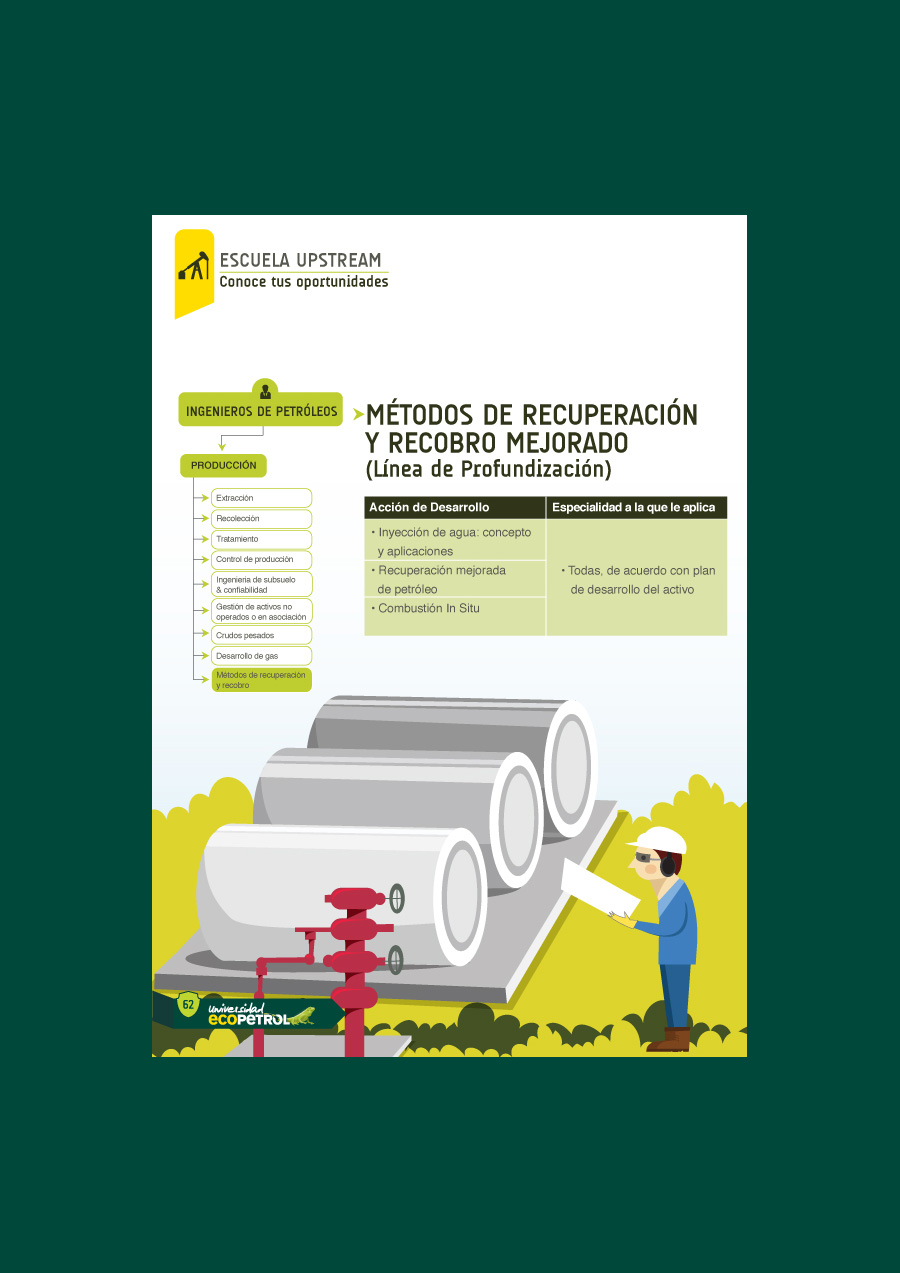 ESCUELA UPSTREAM
Conoce tus oportunidades
INGENIEROS DE PETRÓLEOS
PRODUCCIÓN
Extracción
Recolección
Tratamiento
Control de producción
Ingenieria de subsuelo
& confiabilidad
Gestión de activos no
operados o en asociación
Crudos pesados
Desarrollo de gas
Métodos de recuperación
y recobro
MÉTODOS DE RECUPERACIÓN
Y RECOBRO MEJORADO
(Línea de Profundización)
Acción de Desarrollo
Especialidad a la que le aplica
• Inyección de agua: concepto
y aplicaciones
• Recuperación mejorada
de petróleo
• Combustión In Situ
• Todas, de acuerdo con plan
de desarrollo del activo
62
Universidad
ECOPETROL